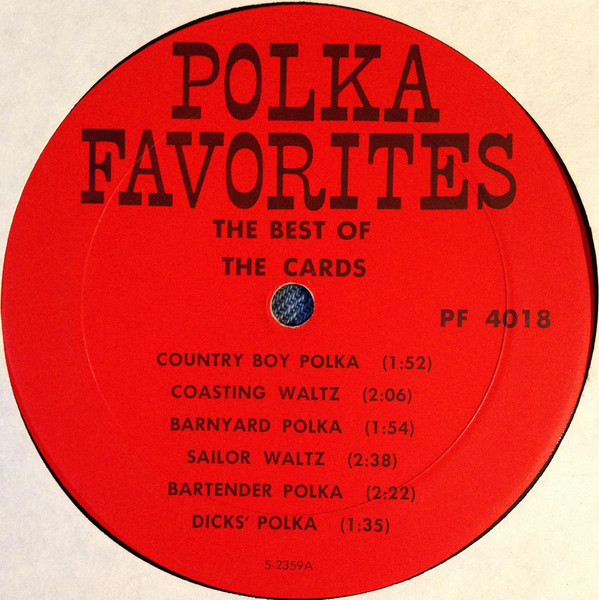 POLKA
FAVORITES
THE BEST OF
THE CARDS
PF 4018
COUNTRY BOY POLKA (1:52)
COASTING WALTZ (2:06)
BARNYARD POLKA (1:54)
SAILOR WALTZ (2:38)
BARTENDER POLKA (2:22)
DICKS' POLKA (1:35)
5-2359A